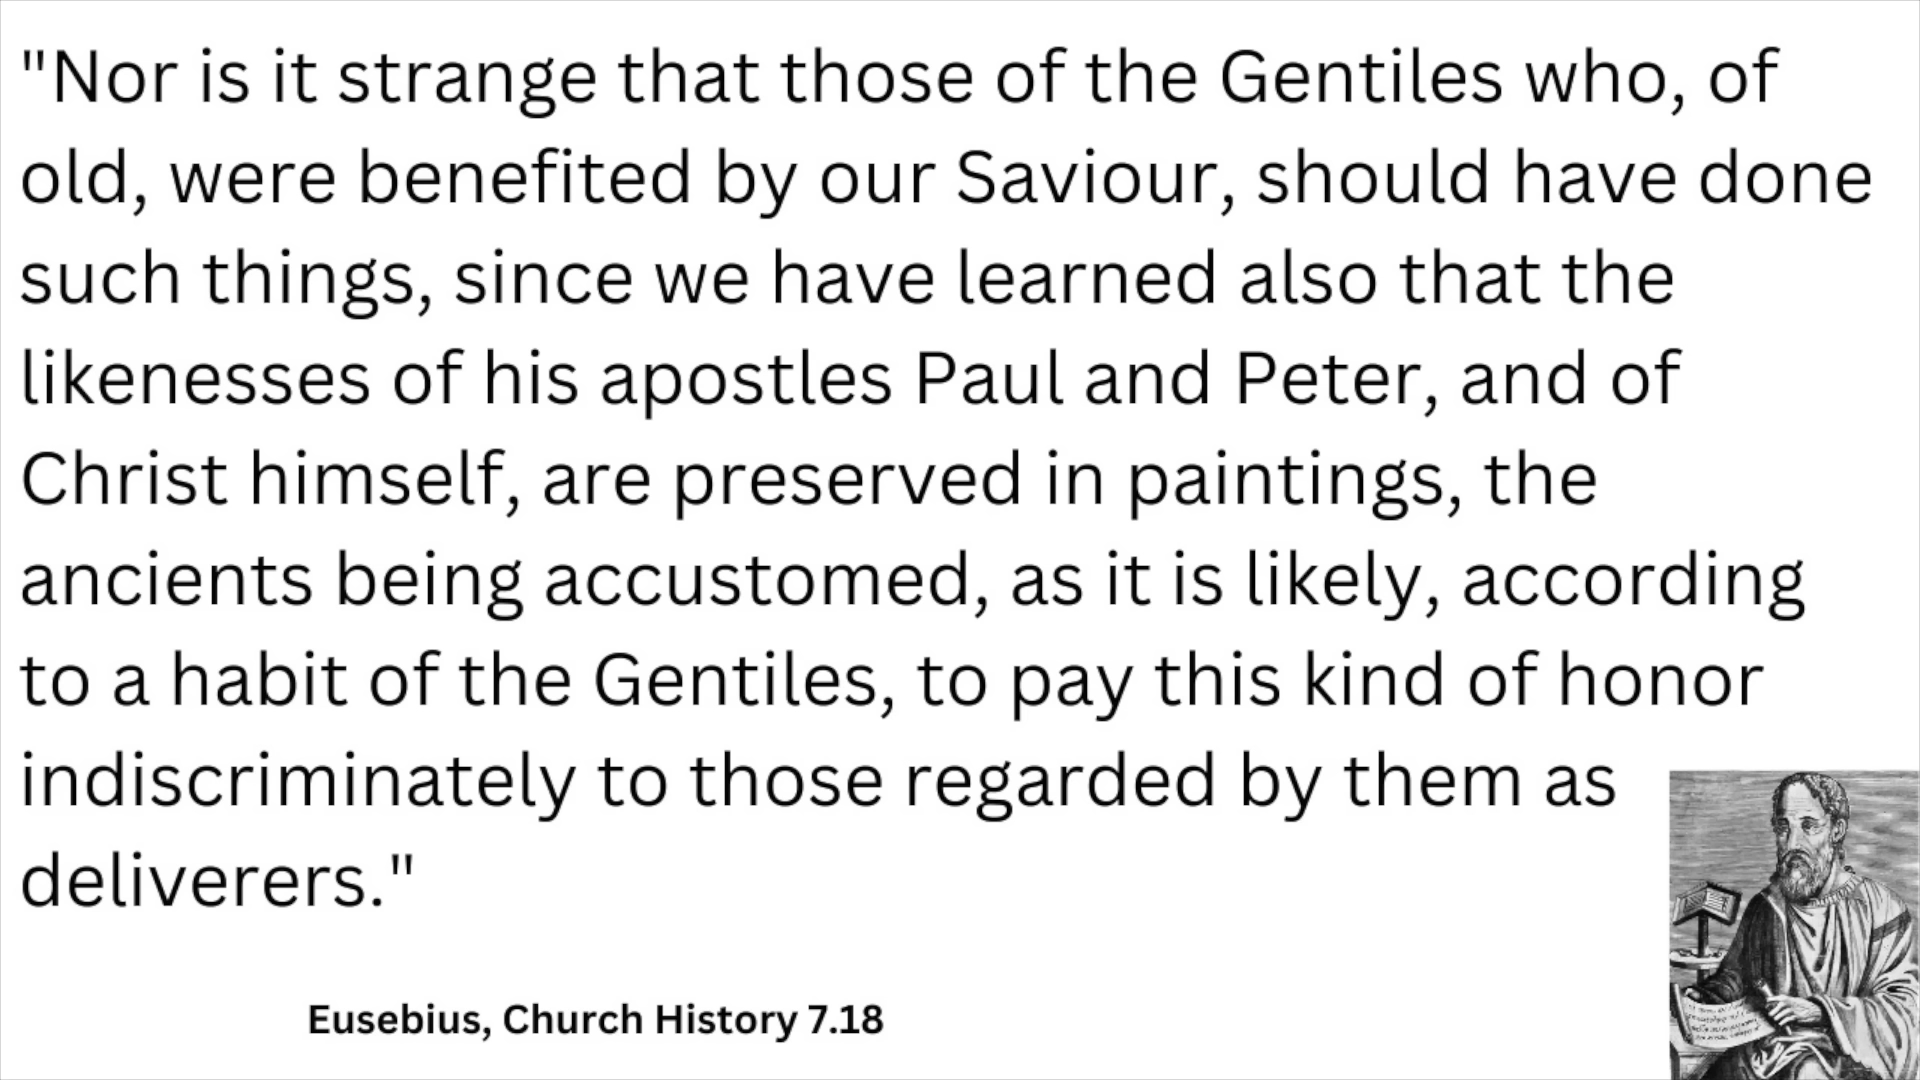 "Nor is it strange that those of the Gentiles who, of
old, were benefited by our Saviour, should have done
such things, since we have learned also that the
likenesses of his apostles Paul and Peter, and of
Christ himself, are preserved in paintings, the
ancients being accustomed, as it is likely, according
to a habit of the Gentiles, to pay this kind of honor
indiscriminately to those regarded by them as
deliverers."
Eusebius, Church History 7.18